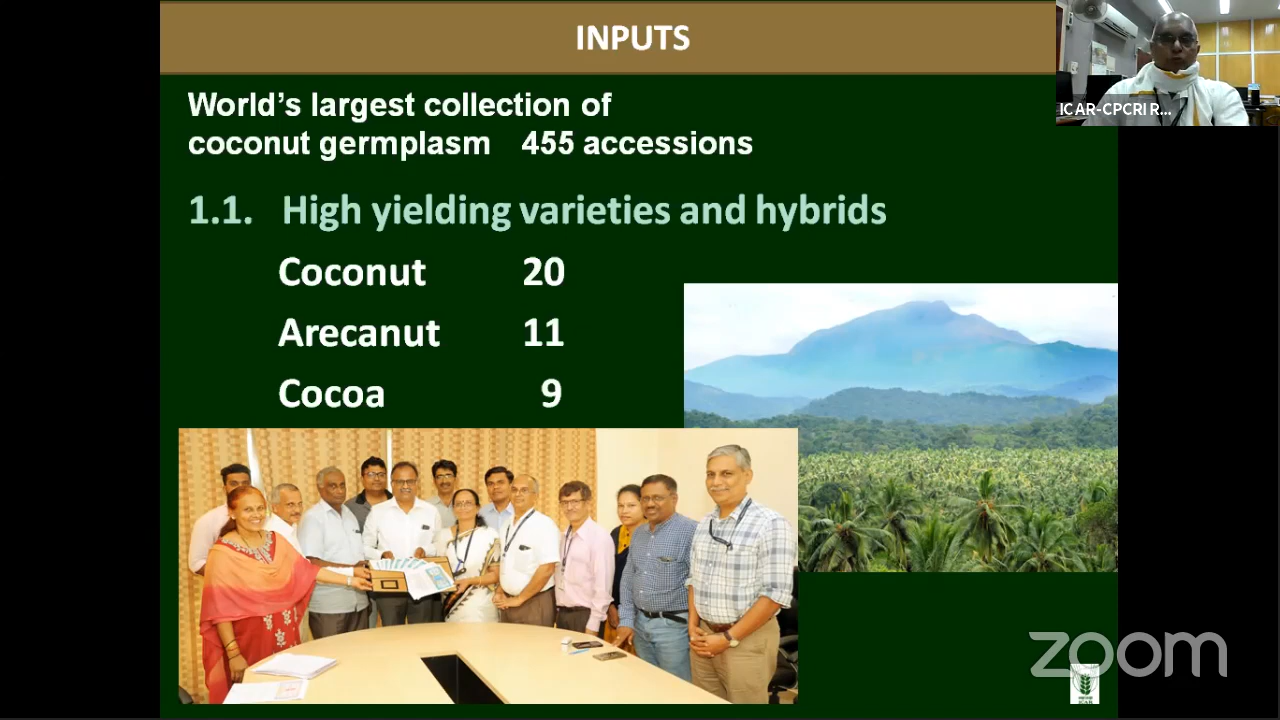 INPUTS
ICAR-CPCRI R...
World's largest collection of
coconut germplasm 455 accessions
1.1. High yielding varieties and hybrids
Coconut 20
Arecanut 11
Cocoa 9
zoom
ICAR